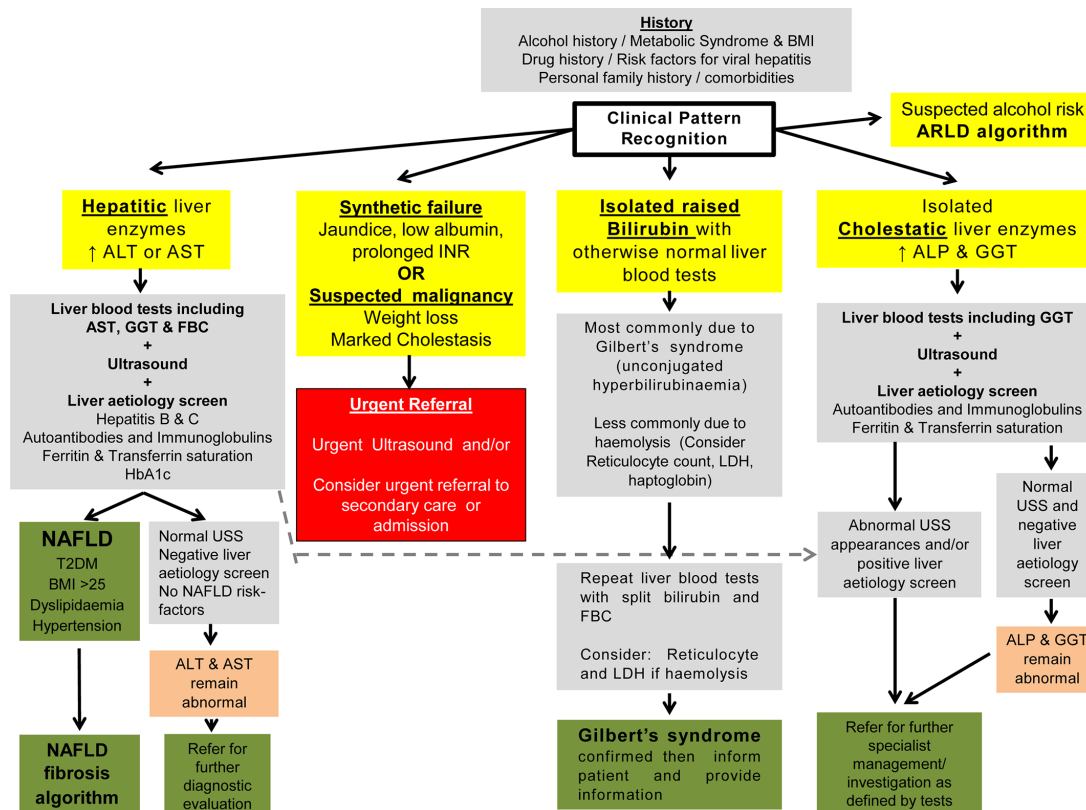 History
Alcohol history / Metabolic Syndrome & BMI
Drug history / Risk factors for viral hepatitis
Personal family history / comorbidities
Clinical Pattern
Recognition
Suspected alcohol risk
ARLD algorithm
Hepatitic liver
enzymes
↑ ALT or AST
Liver blood tests including
AST, GGT & FBC
+
Ultrasound
+
Liver aetiology screen
Hepatitis B & C
Autoantibodies and Immunoglobulins
Ferritin & Transferrin saturation
HbA1c
NAFLD
T2DM
BMI >25
Dyslipidaemia
Hypertension
NAFLD
fibrosis
algorithm
Normal USS
Negative liver
aetiology screen
No NAFLD risk-
factors
ALT & AST
remain
abnormal
Refer for
further
diagnostic
evaluation
Synthetic failure
Jaundice, low albumin,
prolonged INR
OR
Suspected malignancy
Weight loss
Marked Cholestasis
Urgent Referral
Urgent Ultrasound and/or
Consider urgent referral to
secondary care or
admission
Isolated raised
Bilirubin with
otherwise normal liver
blood tests
Most commonly due to
Gilbert's syndrome
(unconjugated
hyperbilirubinaemia)
Less commonly due to
haemolysis (Consider
Reticulocyte count, LDH,
haptoglobin)
Repeat liver blood tests
with split bilirubin and
FBC
Consider: Reticulocyte
and LDH if haemolysis
Gilbert's syndrome
confirmed then inform
patient and provide
information
Isolated
Cholestatic liver enzymes
↑ ALP & GGT
Liver blood tests including GGT
+
Ultrasound
+
Liver aetiology screen
Autoantibodies and Immunoglobulins
Ferritin & Transferrin saturation
Abnormal USS
appearances and/or
positive liver
aetiology screen
Normal
USS and
negative
liver
aetiology
screen
ALP & GGT
remain
abnormal
Refer for further
specialist
management/
investigation as
defined by tests